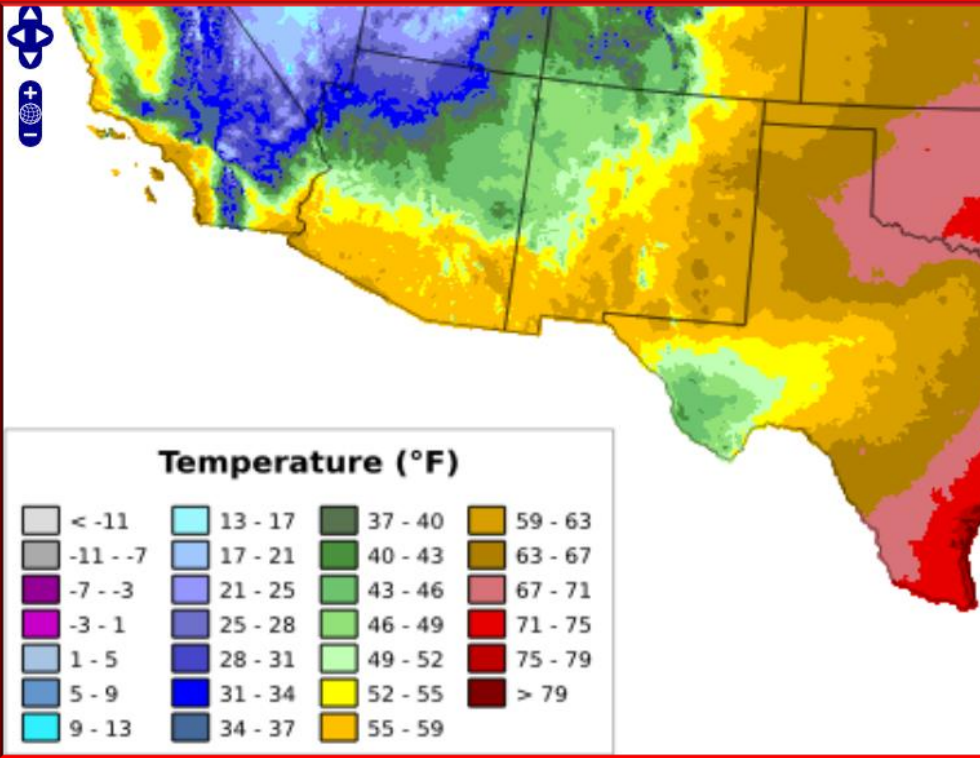 +
−
Temperature (°F)
< -11
13 - 17
37 - 40
59 - 63
-11 - -7
17 - 21
40 - 43
63 - 67
-7 - -3
21 - 25
43 - 46
67 - 71
-3 - 1
25 - 28
46 - 49
71 - 75
1 - 5
28 - 31
49 - 52
75 - 79
5 - 9
31 - 34
52 - 55
> 79
9 - 13
34 - 37
55 - 59